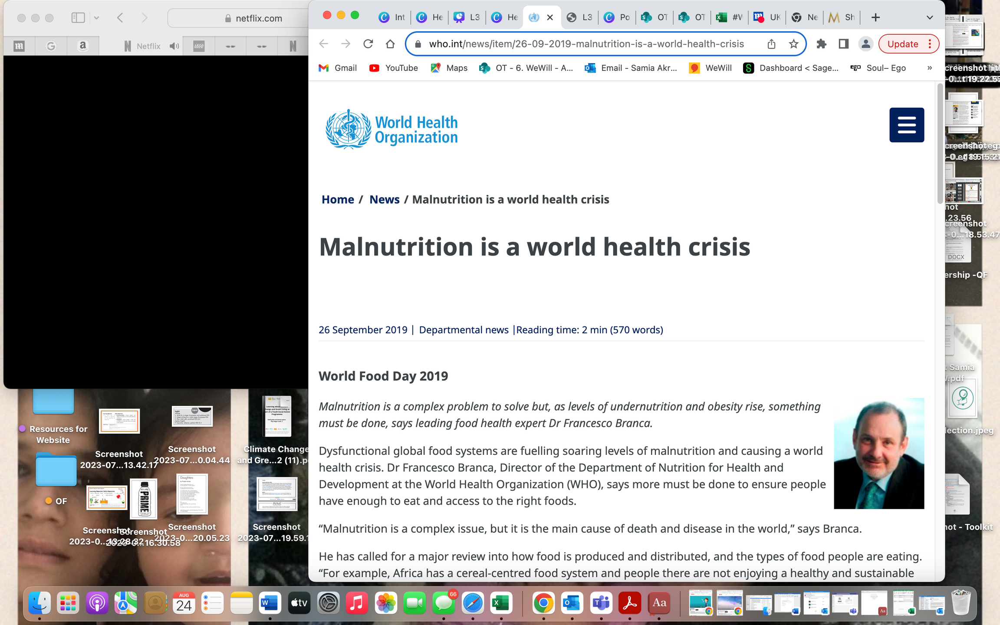 netflix.com
Netflix
Int
He
L3
He
L3
Po
OT
OT
#W
UK
Ne
Sh
who.int/news/item/26-09-2019-malnutrition-is-a-world-health-crisis
Update
Gmail
YouTube
Maps
OT - 6. WeWill - A...
Email - Samia Akr...
WeWill
Dashboard < Sage...
Soul– Ego
»
World Health
Organization
Home / News / Malnutrition is a world health crisis
Malnutrition is a world health crisis
26 September 2019 | Departmental news |Reading time: 2 min (570 words)
World Food Day 2019
Malnutrition is a complex problem to solve but, as levels of undernutrition and obesity rise, something
must be done, says leading food health expert Dr Francesco Branca.
Dysfunctional global food systems are fuelling soaring levels of malnutrition and causing a world
health crisis. Dr Francesco Branca, Director of the Department of Nutrition for Health and
Development at the World Health Organization (WHO), says more must be done to ensure people
have enough to eat and access to the right foods.
“Malnutrition is a complex issue, but it is the main cause of death and disease in the world,” says Branca.
He has called for a major review into how food is produced and distributed, and the types of food people are eating.
“For example, Africa has a cereal-centred food system and people there are not enjoying a healthy and sustainable
Resources for
Website
OF
Screenshot
2023-07...13.42.17
Screenshot
2023-07...0.04.44
Climate Change
and Gre...2 (11).p
Daughters
PRIME
Screenshot
2023-0...13.28.32
Screenshot
16.30.58
Screenshot
2023-0...20.05.23
Screenshot
2023-07...19.59.
creenshot
-0...t 19.22.5
creenshot
.23.56
creenshot
-0...18.53.47
DOCX
ership -QF
Samia
.pdf
lection.jpeg
not - Toolkit
AUG
24
tv
66
Aa